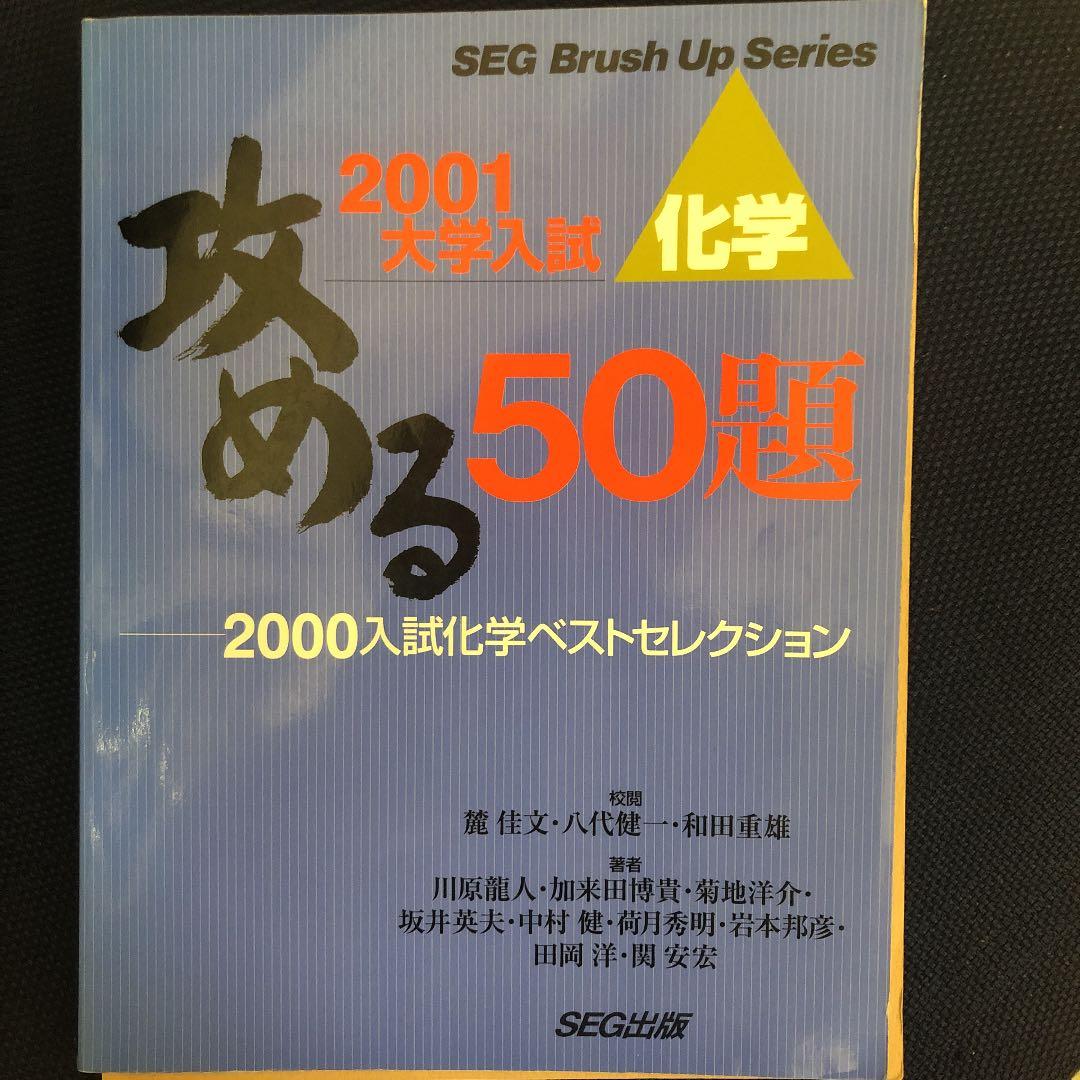 SEG Brush Up Series
2001
大学入試
化学
攻める
50題
2000入試化学ベストセレクション
校閲
麓 佳文・八代健一・和田重雄
著者
川原龍人・加来田博貴・菊地洋介・
坂井英夫・中村 健・荷月秀明・岩本邦彦・
田岡 洋・関 安宏
SEG出版